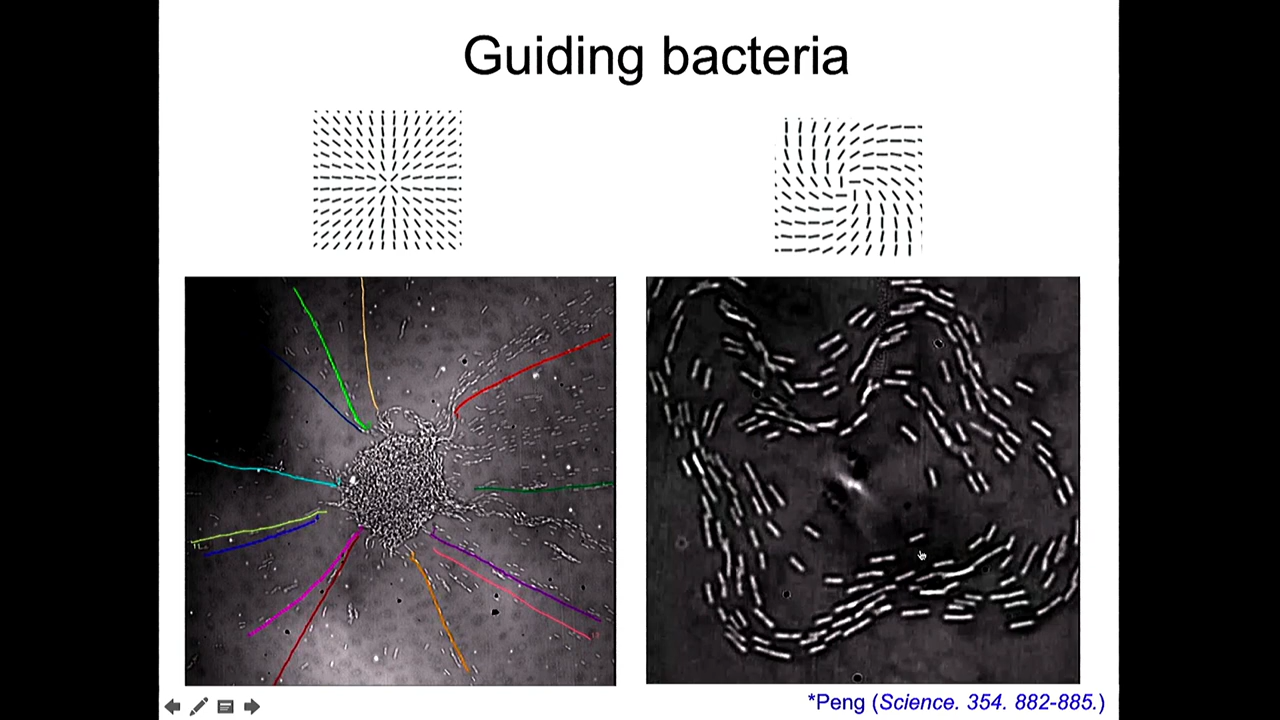 Guiding bacteria
*Peng (Science. 354. 882-885.)